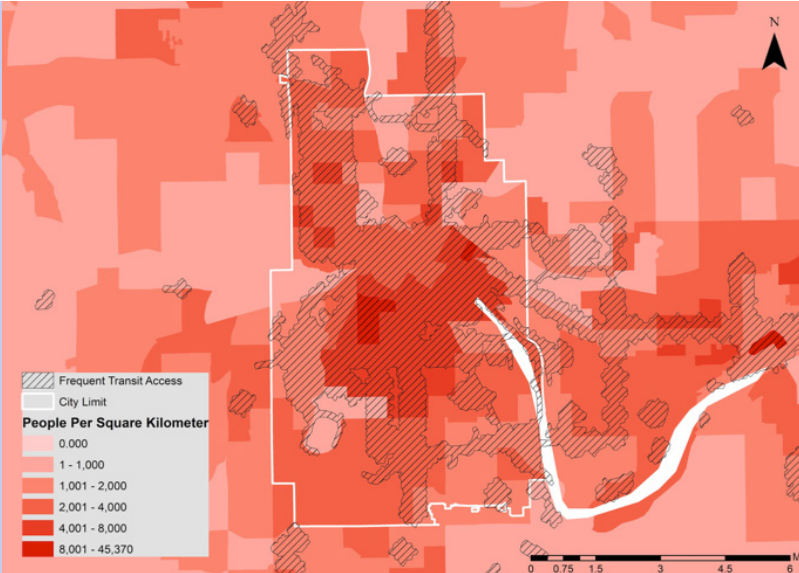 N
Frequent Transit Access
City Limit
People Per Square Kilometer
0.000
1 - 1,000
1,001 - 2,000
2,001 - 4,000
4,001 - 8,000
8,001 - 45,370
M
0 0.75 1.5 3 4.5 6